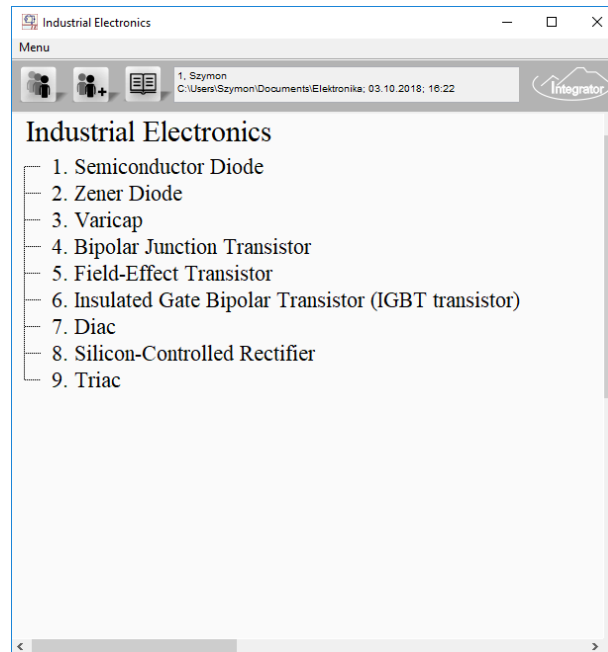 Industrial Electronics
Menu
1, Szymon
C:\Users\Szymon\Documents\Elektronika; 03.10.2018; 16:22
Integrator
Industrial Electronics
1. Semiconductor Diode
2. Zener Diode
3. Varicap
4. Bipolar Junction Transistor
5. Field-Effect Transistor
6. Insulated Gate Bipolar Transistor (IGBT transistor)
7. Diac
8. Silicon-Controlled Rectifier
9. Triac